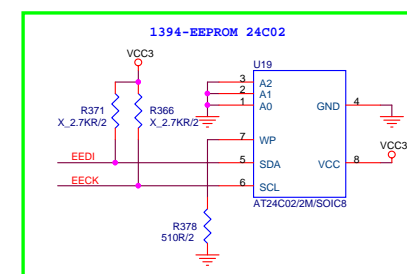 1394-EEPROM 24C02
VCC3
U19
R371
X_2.7KR/2
R366
X_2.7KR/2
3 A2
2 A1
1 A0
GND 4
7 WP
VCC3
EEDI
5 SDA
VCC 8
EECK
6 SCL
AT24C02/2M/SOIC8
R378
510R/2